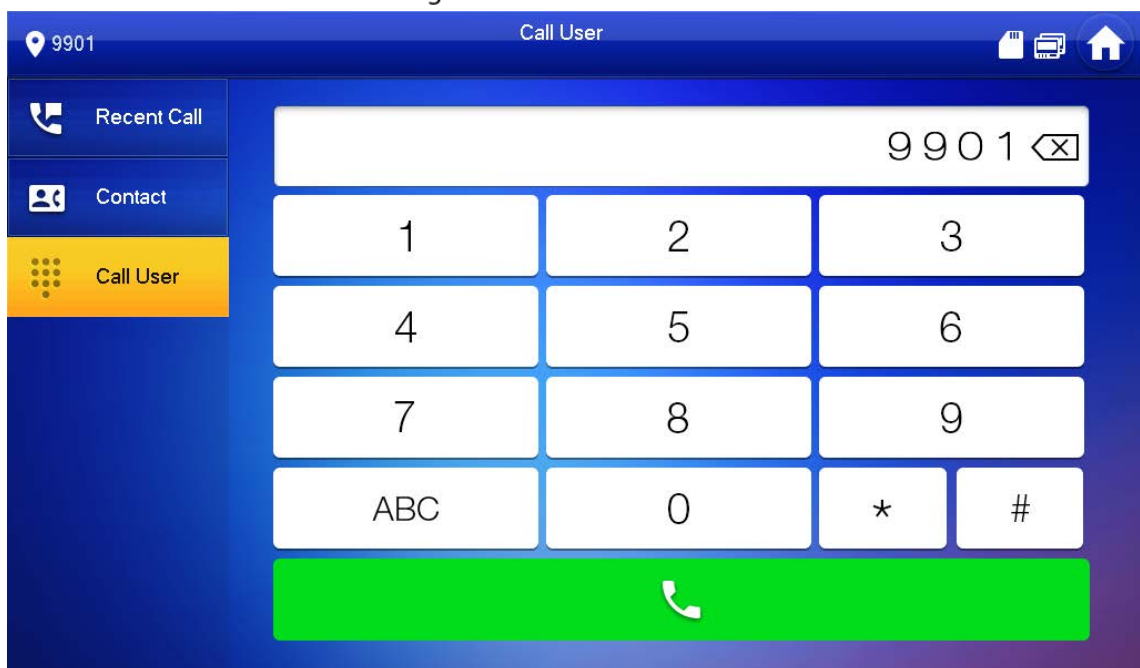 Call User
9901
Recent Call
Contact
Call User
9901
1 2 3
4 5 6
7 8 9
ABC 0 * #